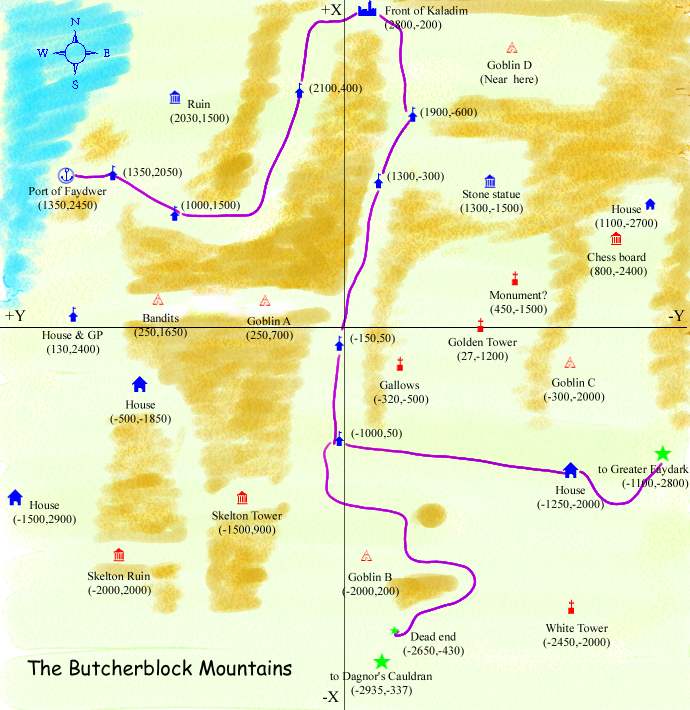 +X
Front of Kaladim
(2800,-200)
N
W E
S
Goblin D
(Near here)
(2100,400)
Ruin
(2030,1500)
(1900,-600)
(1350,2050)
Port of Faydwer
(1350,2450)
(1000,1500)
(1300,-300)
Stone statue
(1300,-1500)
House
(1100,-2700)
Chess board
(800,-2400)
Monument?
(450,-1500)
+Y
-Y
Bandits
(250,1650)
Goblin A
(250,700)
House & GP
(130,2400)
Golden Tower
(27,-1200)
(-150,50)
Gallows
(-320,-500)
Goblin C
(-300,-2000)
House
(-500,-1850)
(-1000,50)
to Greater Faydark
(-1100,-2800)
House
(-1250,-2000)
House
(-1500,2900)
Skelton Tower
(-1500,900)
Skelton Ruin
(-2000,2000)
Goblin B
(-2000,200)
White Tower
(-2450,-2000)
Dead end
(-2650,-430)
The Butcherblock Mountains
to Dagnor's Cauldran
(-2935,-337)
-X